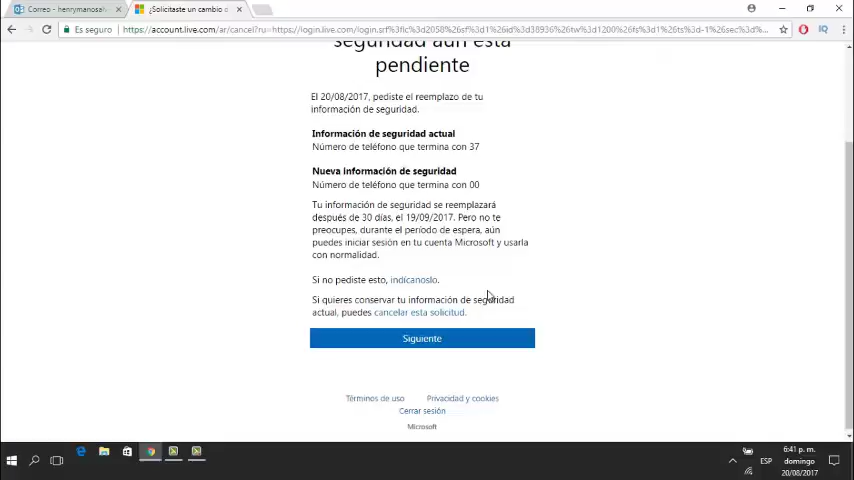 Correo - henrymanosal
¿Solicitaste un cambio d
Es seguro
https://account.live.com/ar/cancel?ru=https://login.live.com/login.srf%3flc%3d2058%26sf%3d1%26id%3d38936%26tw%3d1200%26fs%3d1%26ts%3d-1%26sec%3d%...
seguridad aún está
pendiente
El 20/08/2017, pediste el reemplazo de tu
información de seguridad.
Información de seguridad actual
Número de teléfono que termina con 37
Nueva información de seguridad
Número de teléfono que termina con 00
Tu información de seguridad se reemplazará
después de 30 días, el 19/09/2017. Pero no te
preocupes, durante el período de espera, aún
puedes iniciar sesión en tu cuenta Microsoft y usarla
con normalidad.
Si no pediste esto, indícanoslo.
Si quieres conservar tu información de seguridad
actual, puedes cancelar esta solicitud.
Siguiente
Términos de uso
Privacidad y cookies
Cerrar sesión
Microsoft
6:41 p. m.
ESP
domingo
20/08/2017